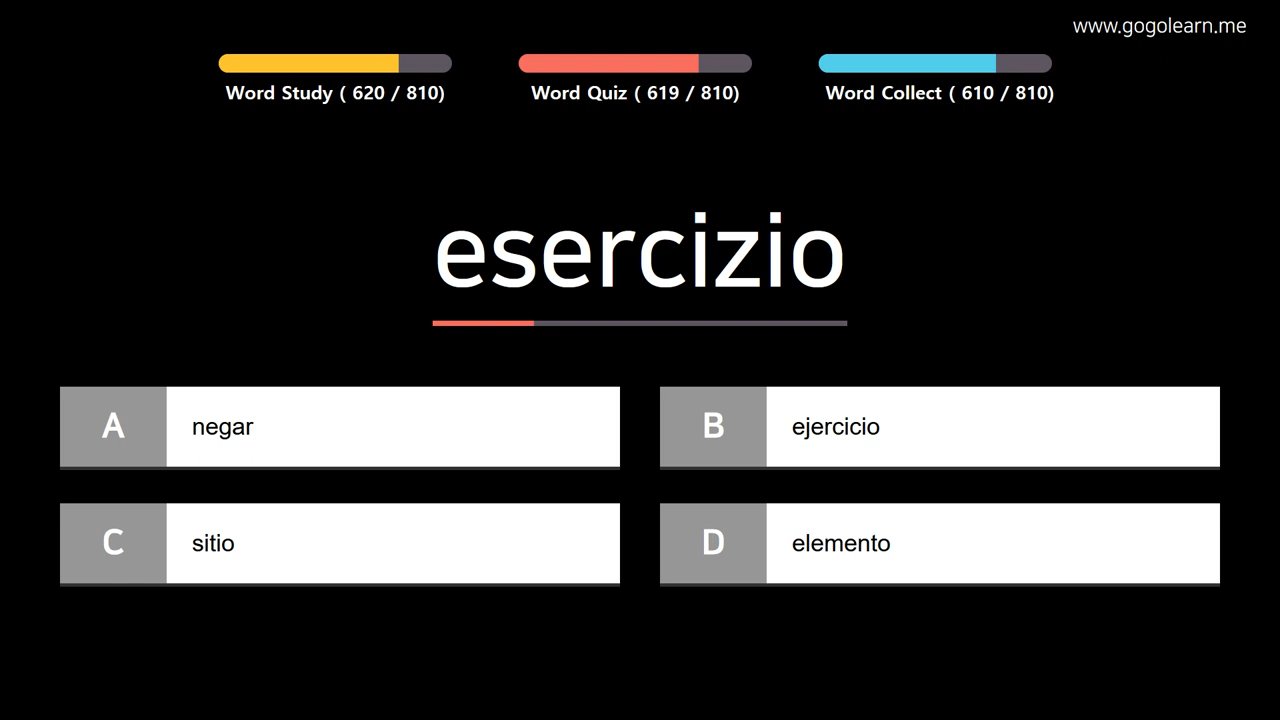 www.gogolearn.me
Word Study ( 620 / 810)
Word Quiz ( 619 / 810)
Word Collect ( 610 / 810)
esercizio
A negar
B ejercicio
C sitio
D elemento